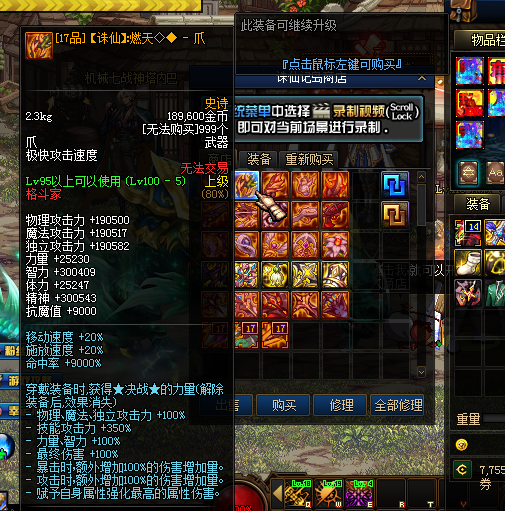 此装备可继续升级
[17品]【诛仙】:燃天◇◆ - 爪
『点击鼠标左键可购买』
诛仙
商店
物品栏
史诗
2.3kg
189,600金币
[无法购买]999个
爪
武器
极快攻击速度
无法交易
Lv95以上可以使用 (Lv100 - 5)
上级
格斗家
(80%)
菜单中选择 录制视频(Scroll Lock)
即可对当前场景进行录制 .
装备
重新购买
装备
物理攻击力 +190500
魔法攻击力 +190517
独立攻击力 +190582
力量 +25230
智力 +300409
体力 +25247
精神 +300543
抗魔值 +9000
移动速度 +20%
施放速度 +20%
命中率 +9000%
穿戴装备时,获得★决战★的力量(解除
装备后,效果消失)
- 物理、魔法、独立攻击力 +100%
- 技能攻击力 +350%
- 力量、智力 +100%
- 最终伤害 +100%
- 暴击时,额外增加100%的伤害增加量。
- 攻击时,额外增加100%的伤害增加量。
- 赋予自身属性强化最高的属性伤害。
14
17
17
出售
购买
修理
全部修理
重量
7,755
券
0%
Lv.18
Lv.13
Lv.4
Q
W
E
R
T